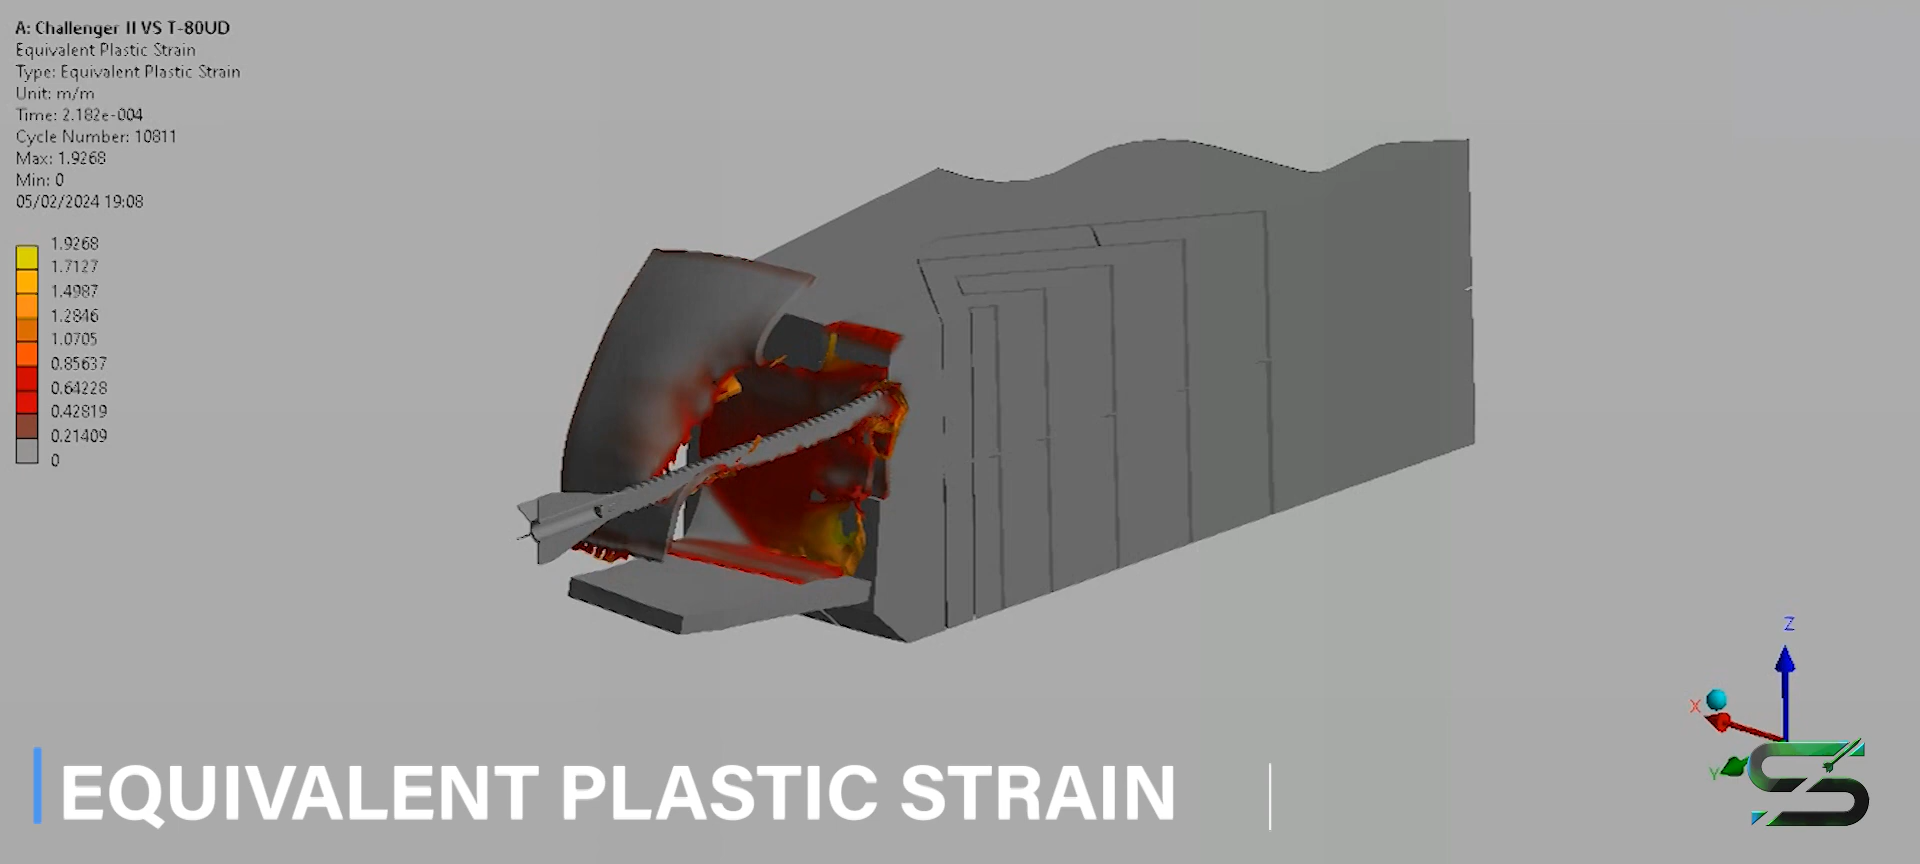 A: Challenger II VS T-80UD
Equivalent Plastic Strain
Type: Equivalent Plastic Strain
Unit: m/m
Time: 2.182e-004
Cycle Number: 10811
Max: 1.9268
Min: 0
05/02/2024 19:08
1.9268
1.7127
1.4987
1.2846
1.0705
0.85637
0.64228
0.42819
0.21409
0
Z
X
Y
EQUIVALENT PLASTIC STRAIN